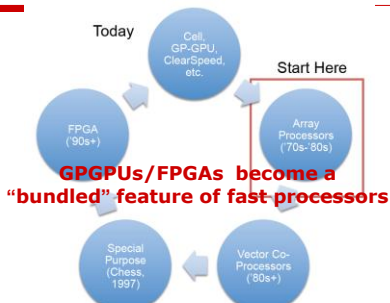 Today
Cell,
GP-GPU,
ClearSpeed,
etc.
Start Here
FPGA
('90s+)
Array
Processors
('70s-'80s)
GPGPUs/FPGAs become a
“bundled” feature of fast processors
Special
Purpose
(Chess,
1997)
Vector Co-
Processors
('80s+)